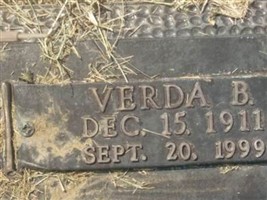 VERDA B.
DEC. 15, 1911
SEPT. 20, 1999